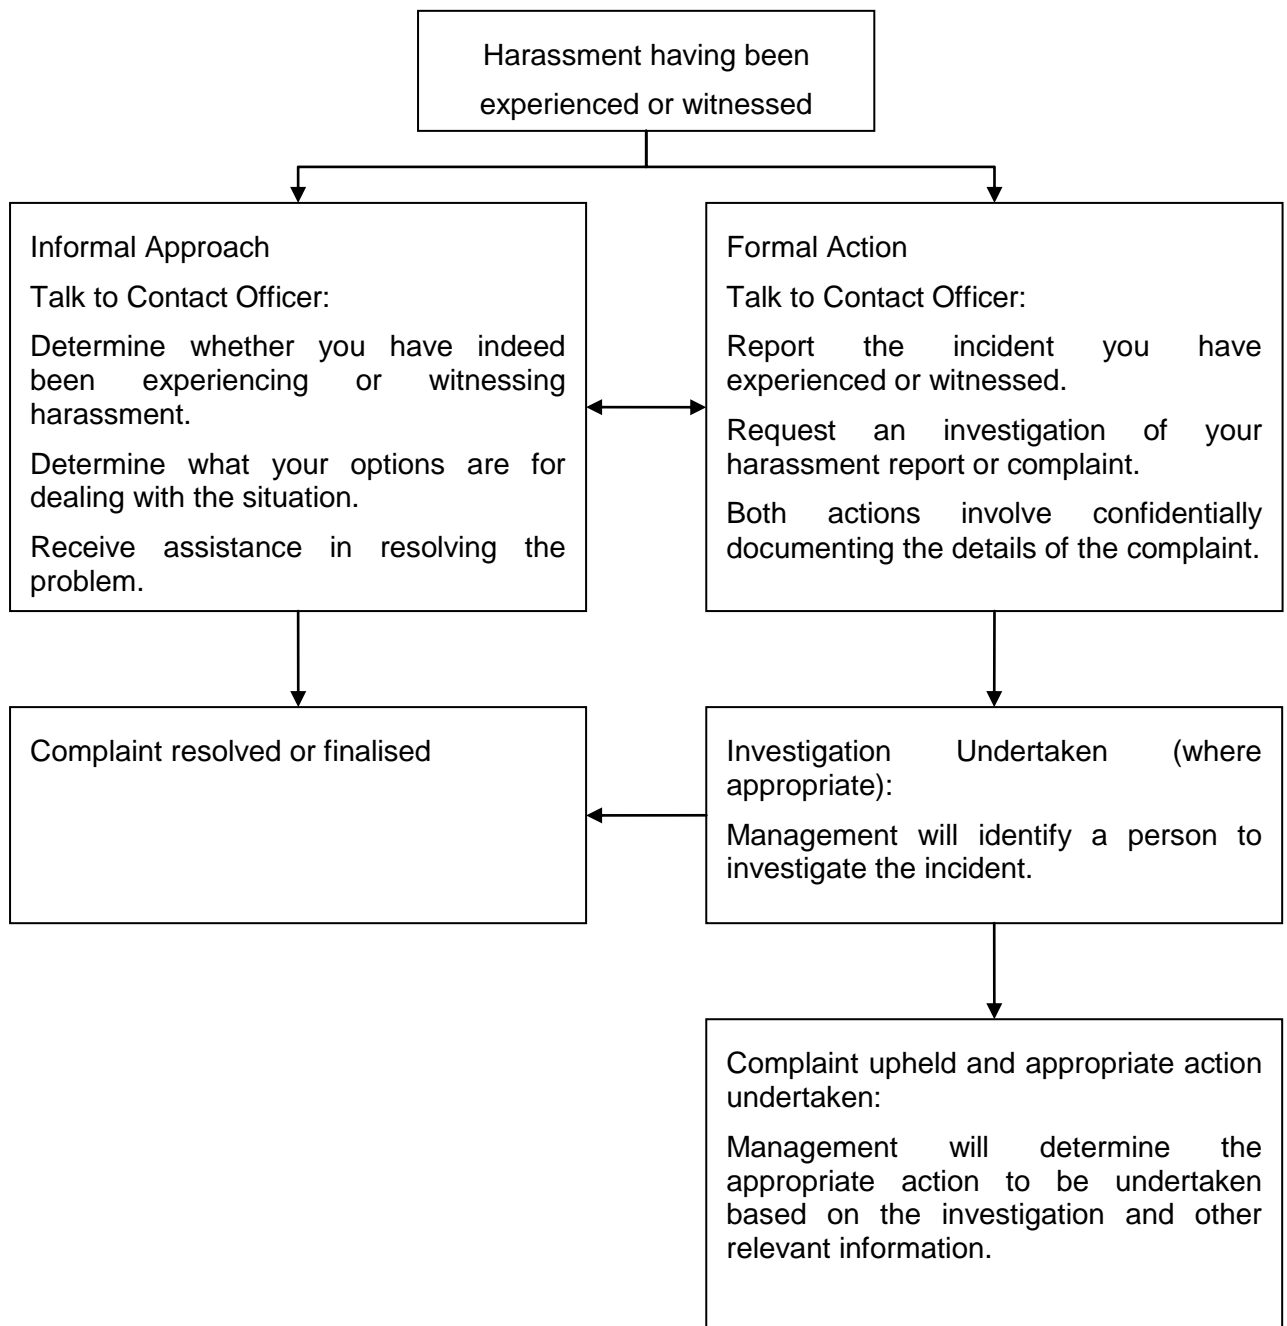 Harassment having been
experienced or witnessed
Informal Approach
Talk to Contact Officer:
Determine whether you have indeed
been experiencing or witnessing
harassment.
Determine what your options are for
dealing with the situation.
Receive assistance in resolving the
problem.
Formal Action
Talk to Contact Officer:
Report the incident you have
experienced or witnessed.
Request an investigation of your
harassment report or complaint.
Both actions involve confidentially
documenting the details of the complaint.
Complaint resolved or finalised
Investigation Undertaken (where
appropriate):
Management will identify a person to
investigate the incident.
Complaint upheld and appropriate action
undertaken:
Management will determine the
appropriate action to be undertaken
based on the investigation and other
relevant information.